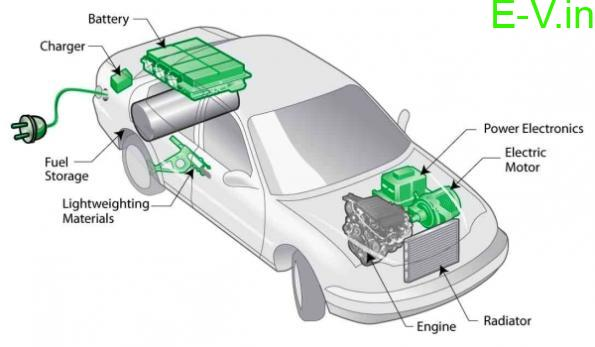 E-V.in
Battery
Charger
Fuel
Storage
Lightweighting
Materials
Power Electronics
Electric
Motor
Engine
Radiator